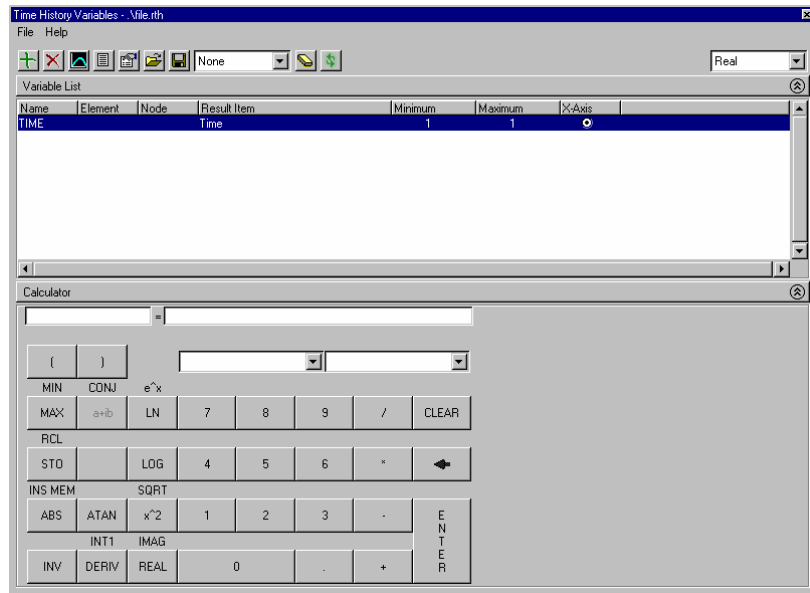 Time History Variables - .\file.rth
File Help
None Real
Variable List
Name Element Node Result Item Minimum Maximum X-Axis
TIME Time 1 1
Calculator
=
( )
MIN CONJ e^x
MAX a+ib LN 7 8 9 / CLEAR
RCL
STO LOG 4 5 6 *
INS MEM SQRT
ABS ATAN x^2 1 2 3 - ENTER
INT1 IMAG
INV DERIV REAL 0 . +